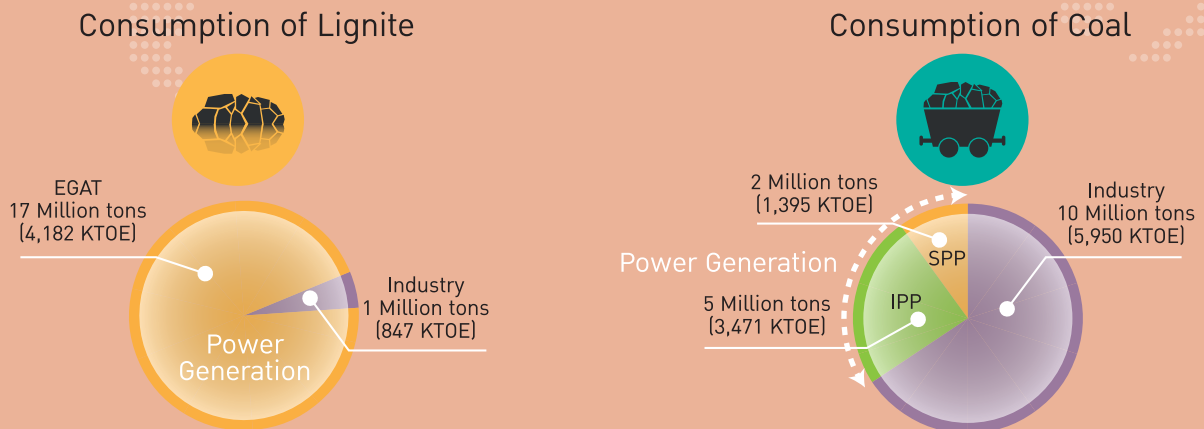 Consumption of Lignite
EGAT
17 Million tons
(4,182 KTOE)
Industry
1 Million tons
(847 KTOE)
Power
Generation
Consumption of Coal
2 Million tons
(1,395 KTOE)
Industry
10 Million tons
(5,950 KTOE)
Power Generation
SPP
IPP
5 Million tons
(3,471 KTOE)